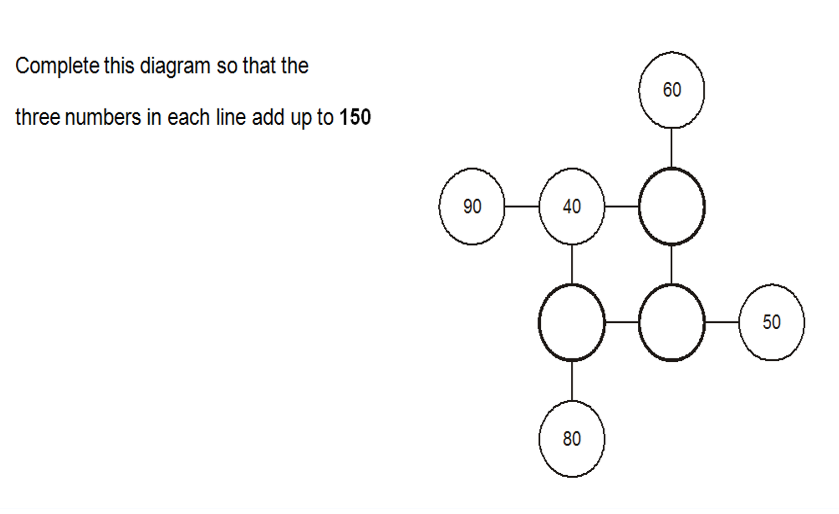 Complete this diagram so that the
three numbers in each line add up to 150
60
90 40
50
80